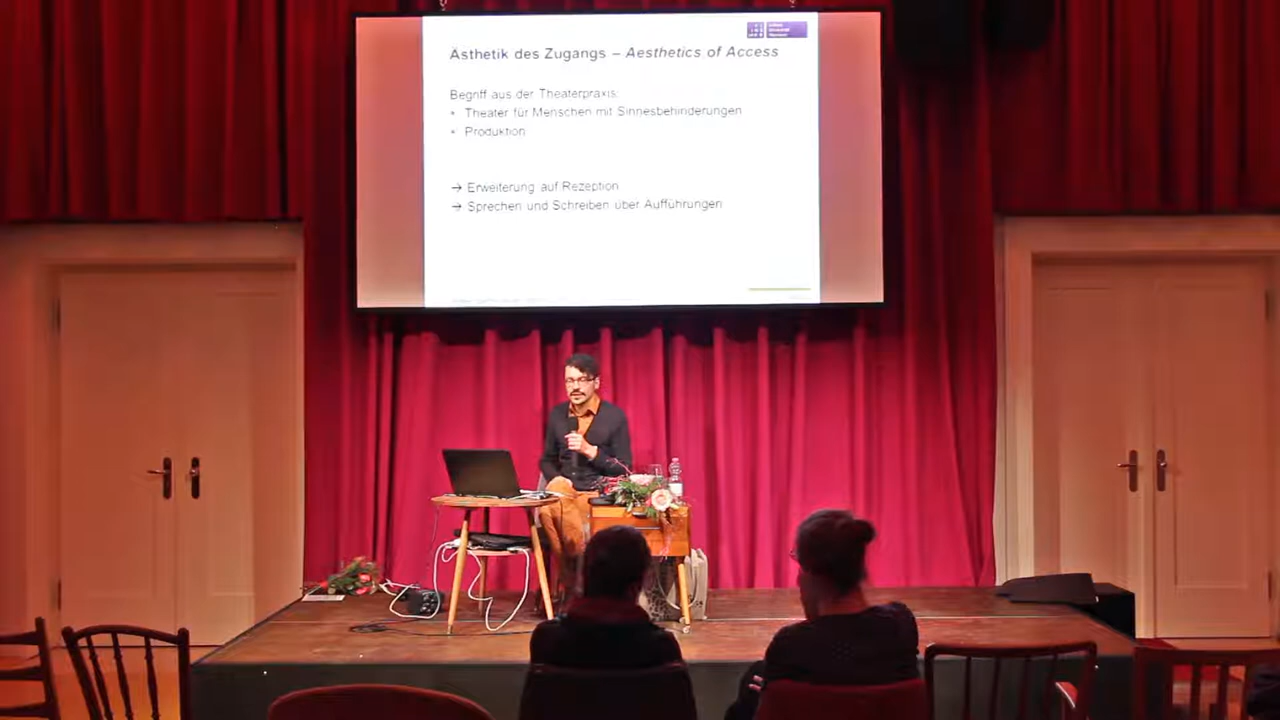 Ästhetik des Zugangs – Aesthetics of Access
Begriff aus der Theaterpraxis:
• Theater für Menschen mit Sinnesbehinderungen
• Produktion
→ Erweiterung auf Rezeption
→ Sprechen und Schreiben über Aufführungen